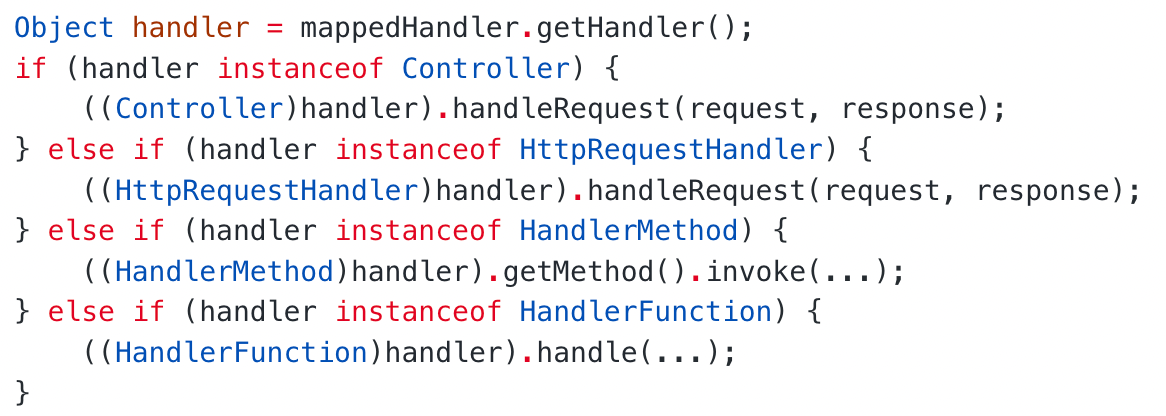 Object handler = mappedHandler.getHandler();
if (handler instanceof Controller) {
    ((Controller)handler).handleRequest(request, response);
} else if (handler instanceof HttpRequestHandler) {
    ((HttpRequestHandler)handler).handleRequest(request, response);
} else if (handler instanceof HandlerMethod) {
    ((HandlerMethod)handler).getMethod().invoke(...);
} else if (handler instanceof HandlerFunction) {
    ((HandlerFunction)handler).handle(...);
}